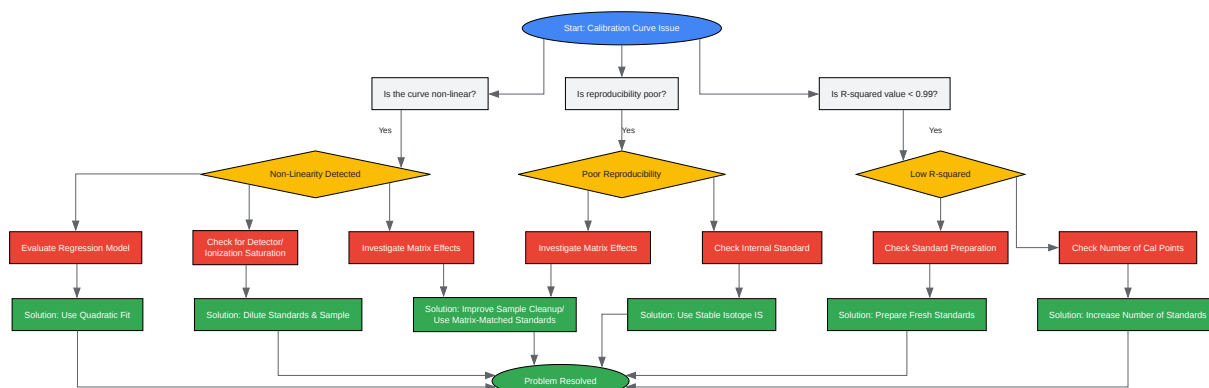 Start: Calibration Curve Issue
Is the curve non-linear?
Is reproducibility poor?
Is R-squared value < 0.99?
Yes
Yes
Yes
Non-Linearity Detected
Poor Reproducibility
Low R-squared
Evaluate Regression Model
Check for Detector/
Ionization Saturation
Investigate Matrix Effects
Investigate Matrix Effects
Check Internal Standard
Check Standard Preparation
Check Number of Cal Points
Solution: Use Quadratic Fit
Solution: Dilute Standards & Sample
Solution: Improve Sample Cleanup/
Use Matrix-Matched Standards
Solution: Use Stable Isotope IS
Solution: Prepare Fresh Standards
Solution: Increase Number of Standards
Problem Resolved